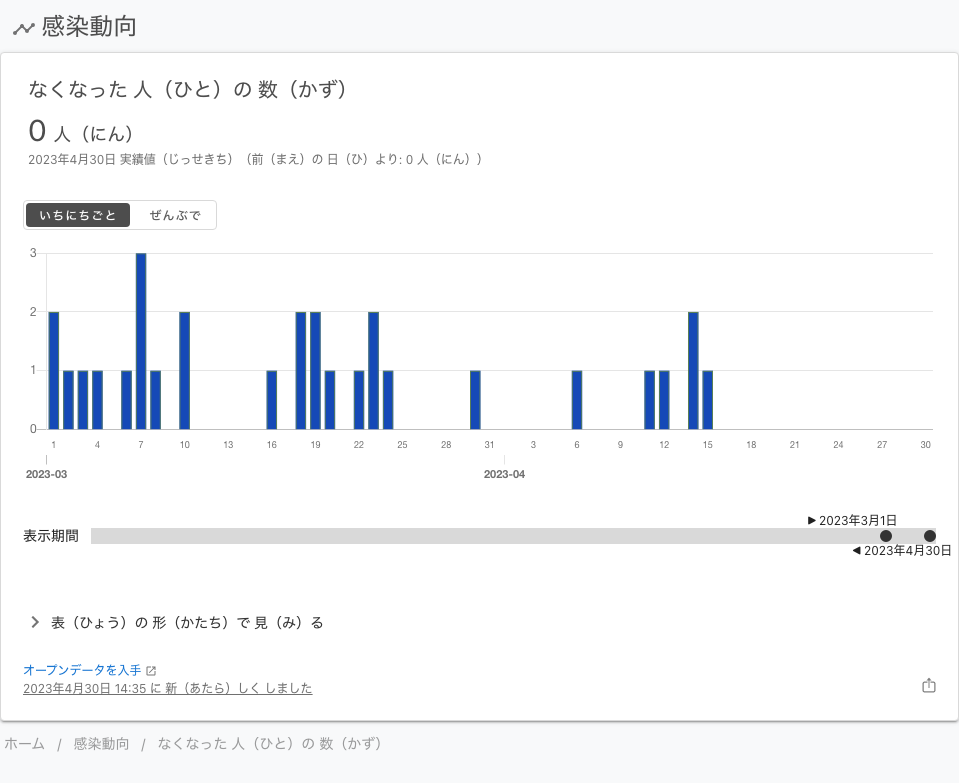 感染動向
なくなった 人（ひと）の 数（かず）
0 人（にん）
2023年4月30日 実績値（じっせきち）（前（まえ）の 日（ひ）より: 0 人（にん））
いちにちごと ぜんぶで
3
2
1
0
1 4 7 10 13 16 19 22 25 28 31 3 6 9 12 15 18 21 24 27 30
2023-03 2023-04
▶ 2023年3月1日
表示期間
◀ 2023年4月30日
表（ひょう）の 形（かたち）で 見（み）る
オープンデータを入手
2023年4月30日 14:35 に 新（あたら）しく しました
ホーム / 感染動向 / なくなった 人（ひと）の 数（かず）